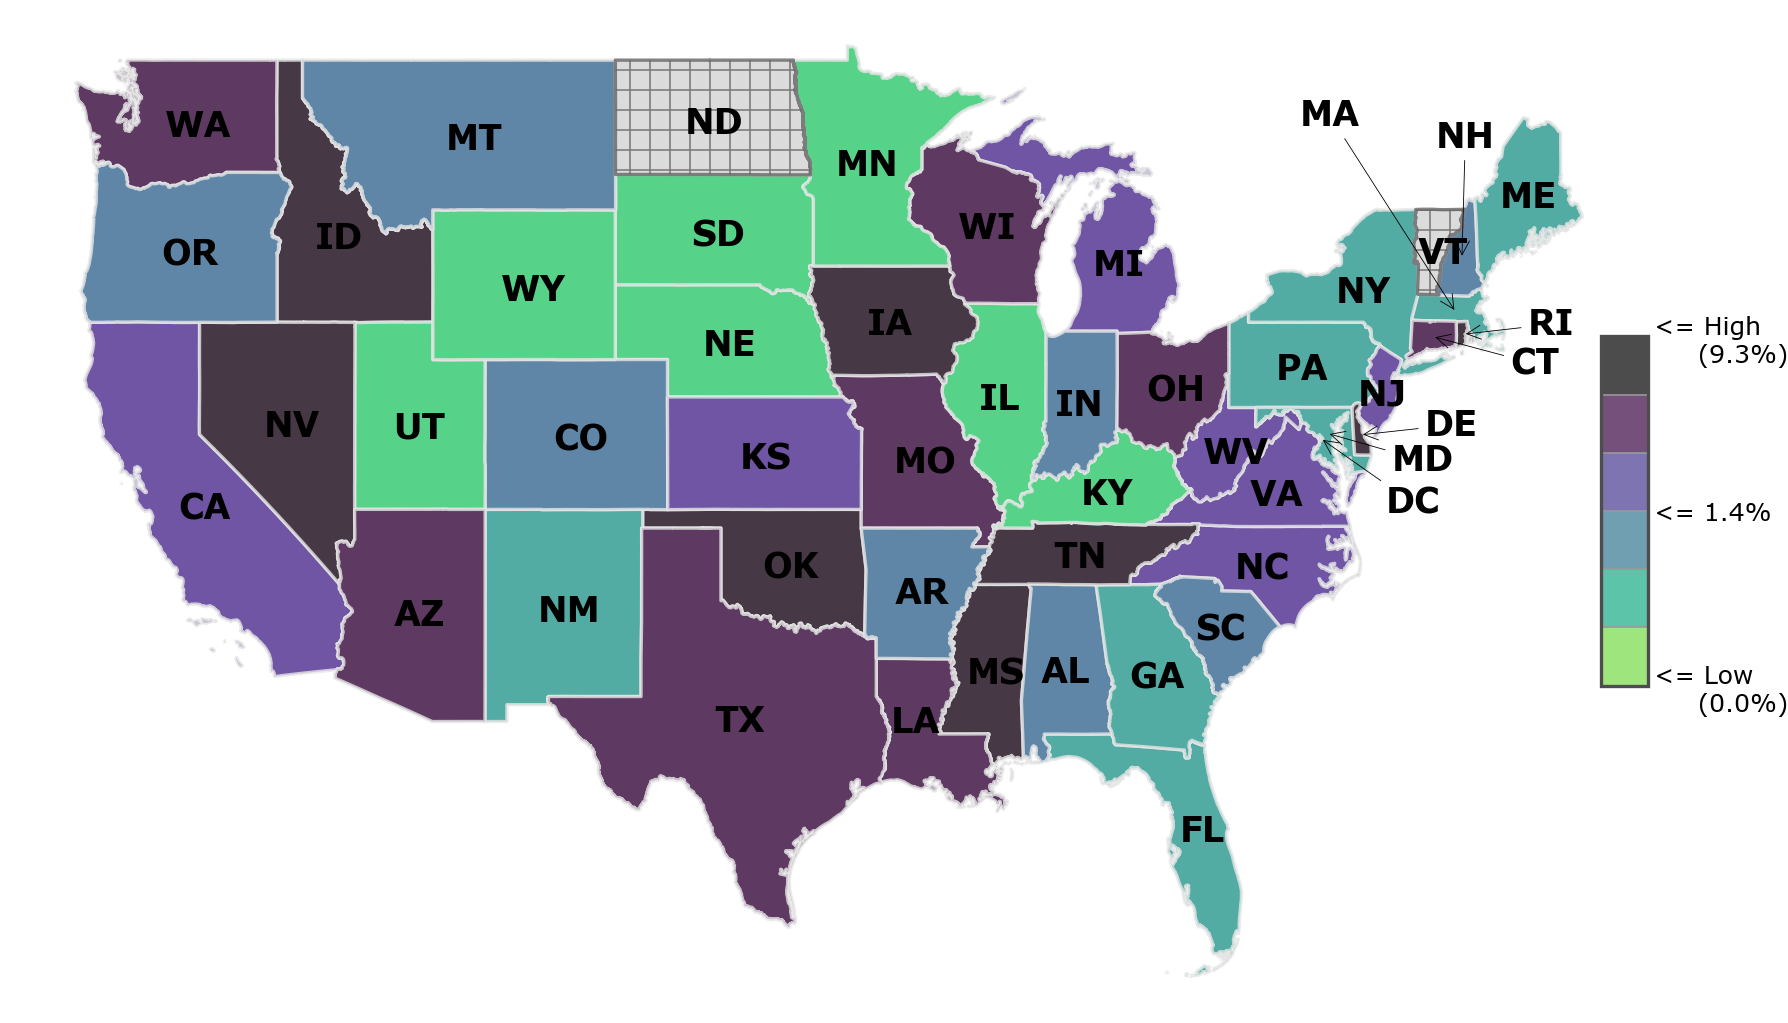 MA
NH
WA
ND
MT
MN
ME
WI
SD
ID
OR
VT
MI
WY
NY
IA
RI
<= High
NE
(9.3%)
CT
PA
NJ
OH
IL
IN
NV
UT
DE
CO
WV
KS
MO
MD
KY
VA
DC
CA
<= 1.4%
TN
OK
NC
AR
NM
AZ
SC
MS
AL
GA
<= Low
(0.0%)
TX
LA
FL